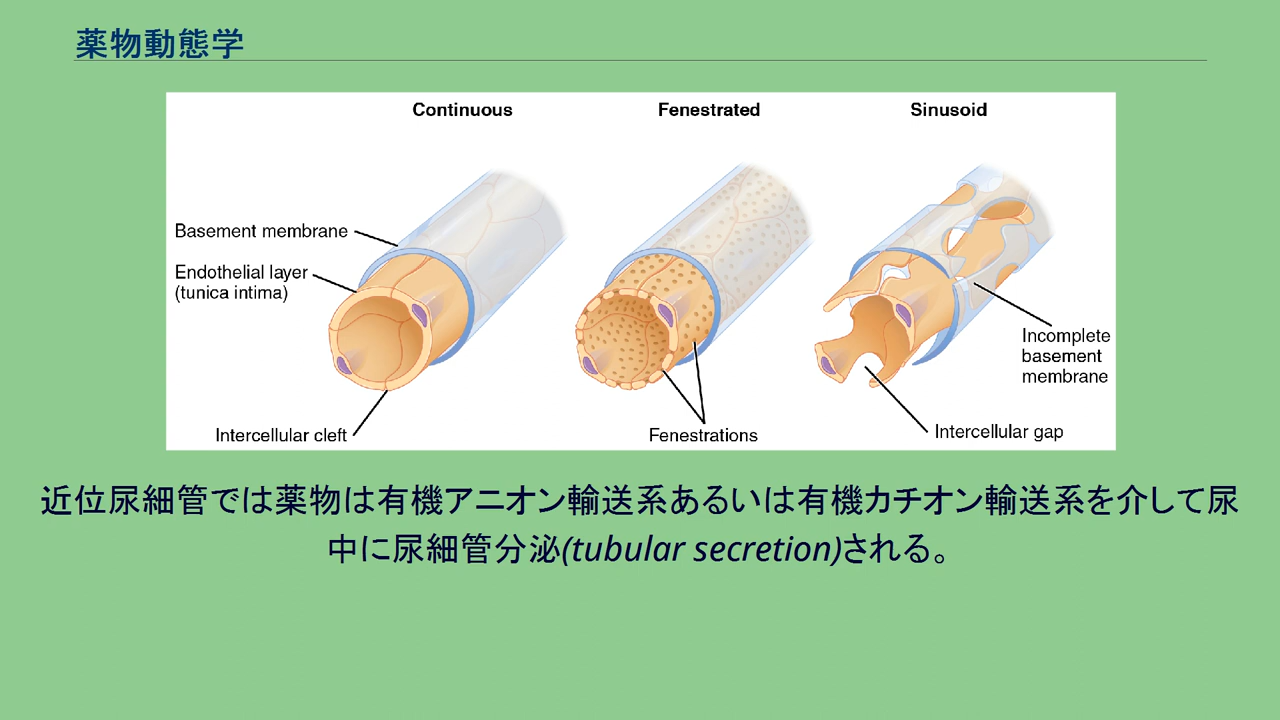 薬物動態学
Continuous
Fenestrated
Sinusoid
Basement membrane
Endothelial layer
(tunica intima)
Intercellular cleft
Fenestrations
Incomplete
basement
membrane
Intercellular gap
近位尿細管では薬物は有機アニオン輸送系あるいは有機カチオン輸送系を介して尿
中に尿細管分泌(tubular secretion)される。